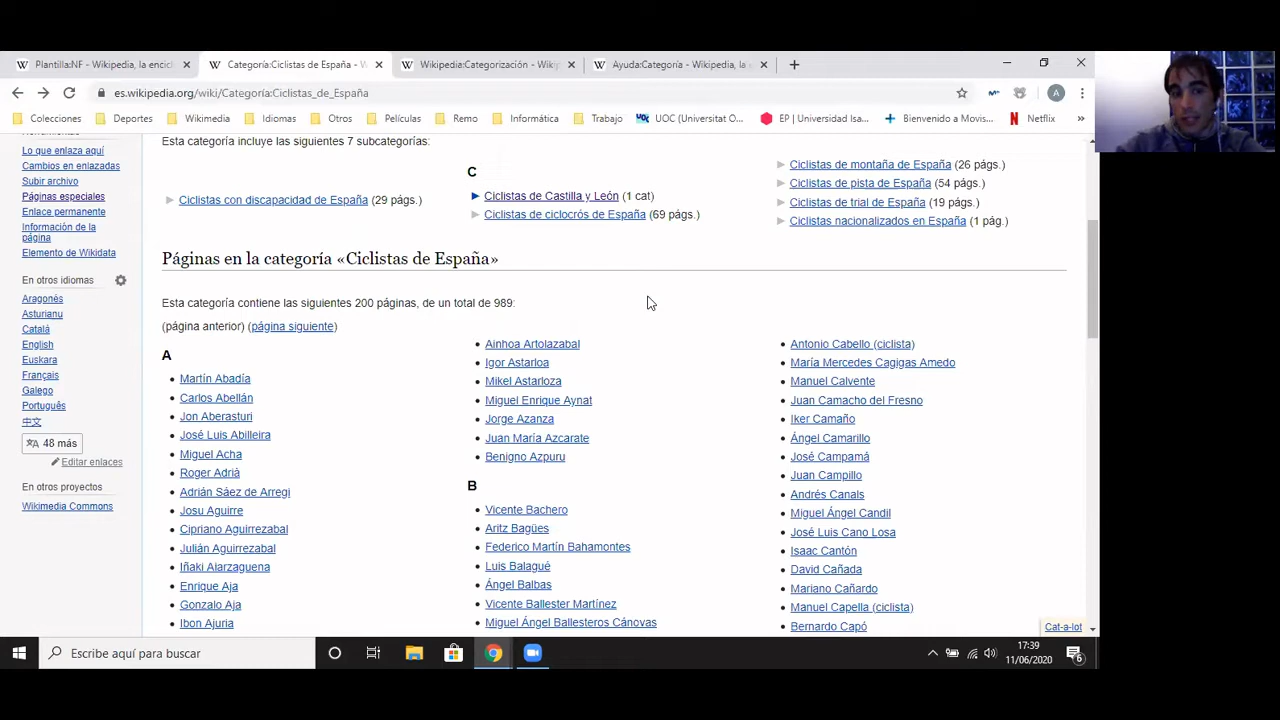 Plantilla:NF - Wikipedia, la encicl
Categoría:Ciclistas de España - W
Wikipedia:Categorización - Wikip
Ayuda:Categoría - Wikipedia, la
es.wikipedia.org/wiki/Categoría:Ciclistas_de_España
A
Colecciones
Deportes
Wikimedia
Idiomas
Otros
Películas
Remo
Informática
Trabajo
UOC (Universitat O...
EP | Universidad Isa...
Bienvenido a Movis...
Netflix
»
Herramientas
Lo que enlaza aquí
Cambios en enlazadas
Subir archivo
Páginas especiales
Enlace permanente
Información de la
página
Elemento de Wikidata
En otros idiomas
Aragonés
Asturianu
Català
English
Euskara
Français
Galego
Português
中文
48 más
Editar enlaces
En otros proyectos
Wikimedia Commons
Esta categoría incluye las siguientes 7 subcategorías:
Ciclistas con discapacidad de España (29 págs.)
C
Ciclistas de Castilla y León (1 cat)
Ciclistas de ciclocrós de España (69 págs.)
Ciclistas de montaña de España (26 págs.)
Ciclistas de pista de España (54 págs.)
Ciclistas de trial de España (19 págs.)
Ciclistas nacionalizados en España (1 pág.)
Páginas en la categoría «Ciclistas de España»
Esta categoría contiene las siguientes 200 páginas, de un total de 989:
(página anterior) (página siguiente)
A
Martín Abadía
Carlos Abellán
Jon Aberasturi
José Luis Abilleira
Miguel Acha
Roger Adrià
Adrián Sáez de Arregi
Josu Aguirre
Cipriano Aguirrezabal
Julián Aguirrezabal
Iñaki Aiarzaguena
Enrique Aja
Gonzalo Aja
Ibon Ajuria
Ainhoa Artolazabal
Igor Astarloa
Mikel Astarloza
Miguel Enrique Aynat
Jorge Azanza
Juan María Azcarate
Benigno Azpuru
B
Vicente Bachero
Aritz Bagües
Federico Martín Bahamontes
Luis Balagué
Ángel Balbas
Vicente Ballester Martínez
Miguel Ángel Ballesteros Cánovas
Antonio Cabello (ciclista)
María Mercedes Cagigas Amedo
Manuel Calvente
Juan Camacho del Fresno
Iker Camaño
Ángel Camarillo
José Campamá
Juan Campillo
Andrés Canals
Miguel Ángel Candil
José Luis Cano Losa
Isaac Cantón
David Cañada
Mariano Cañardo
Manuel Capella (ciclista)
Bernardo Capó
Cat-a-lot
Escribe aquí para buscar
17:39
11/06/2020
6